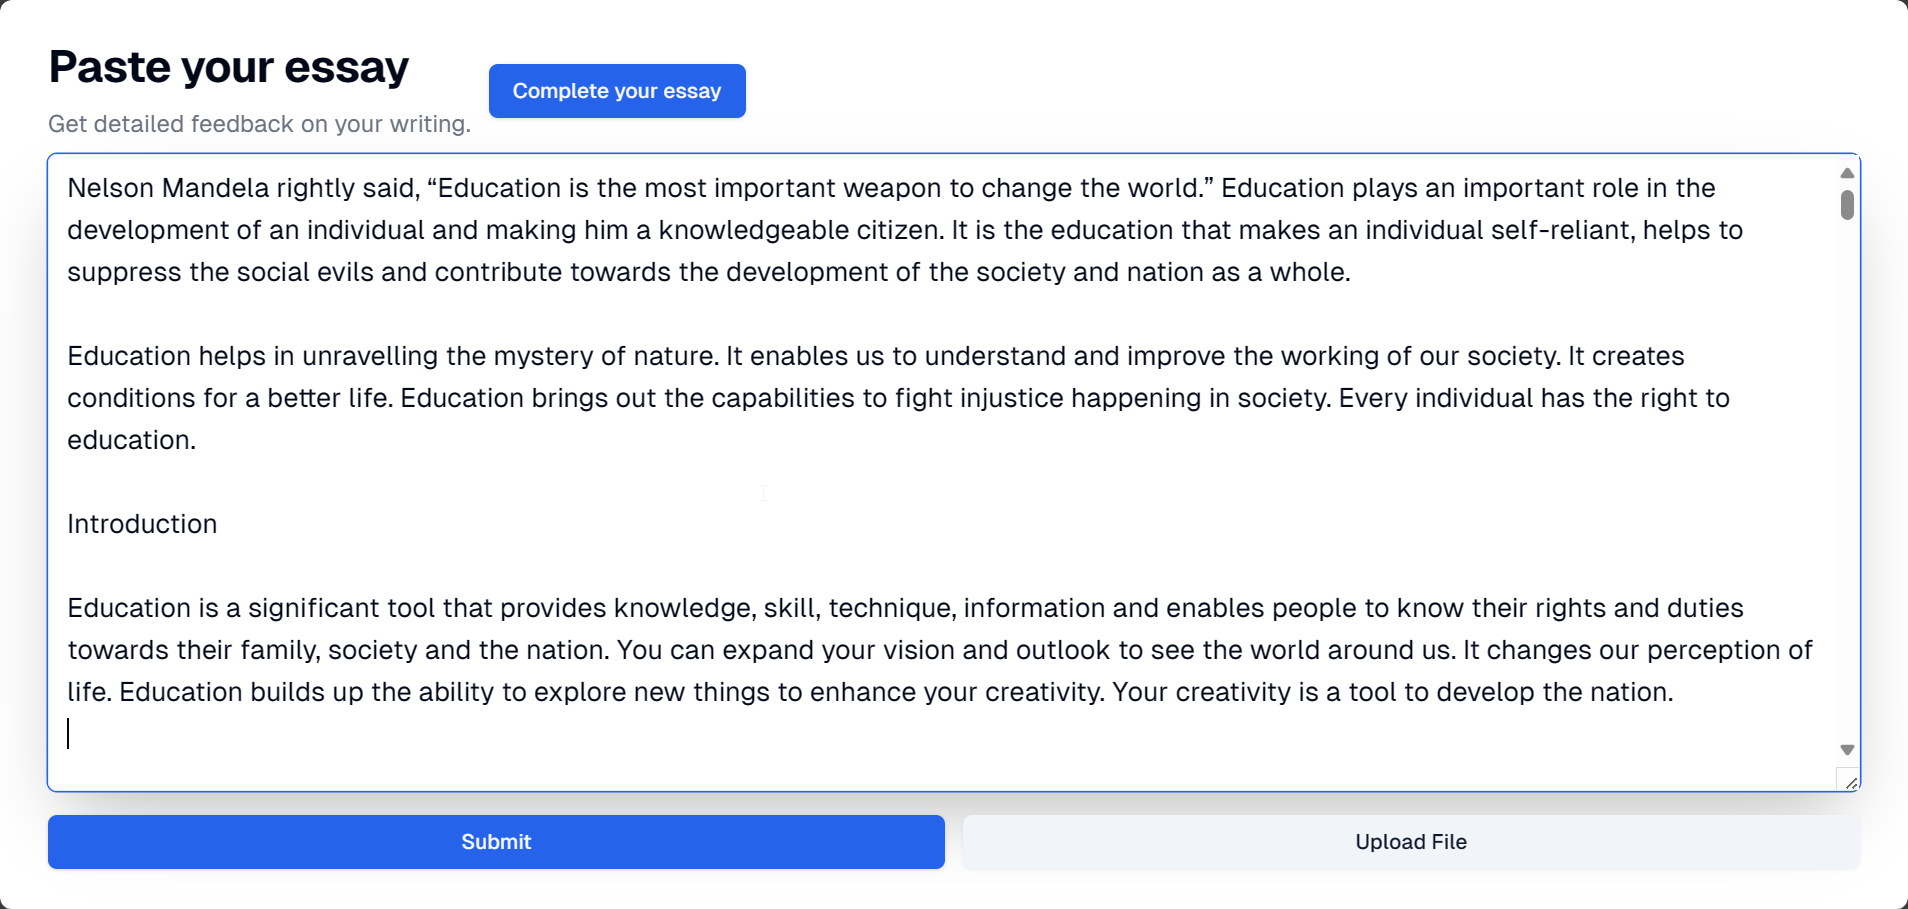 Paste your essay
Complete your essay
Get detailed feedback on your writing.
Nelson Mandela rightly said, “Education is the most important weapon to change the world.” Education plays an important role in the
development of an individual and making him a knowledgeable citizen. It is the education that makes an individual self-reliant, helps to
suppress the social evils and contribute towards the development of the society and nation as a whole.
Education helps in unravelling the mystery of nature. It enables us to understand and improve the working of our society. It creates
conditions for a better life. Education brings out the capabilities to fight injustice happening in society. Every individual has the right to
education.
Introduction
Education is a significant tool that provides knowledge, skill, technique, information and enables people to know their rights and duties
towards their family, society and the nation. You can expand your vision and outlook to see the world around us. It changes our perception of
life. Education builds up the ability to explore new things to enhance your creativity. Your creativity is a tool to develop the nation.
Submit
Upload File